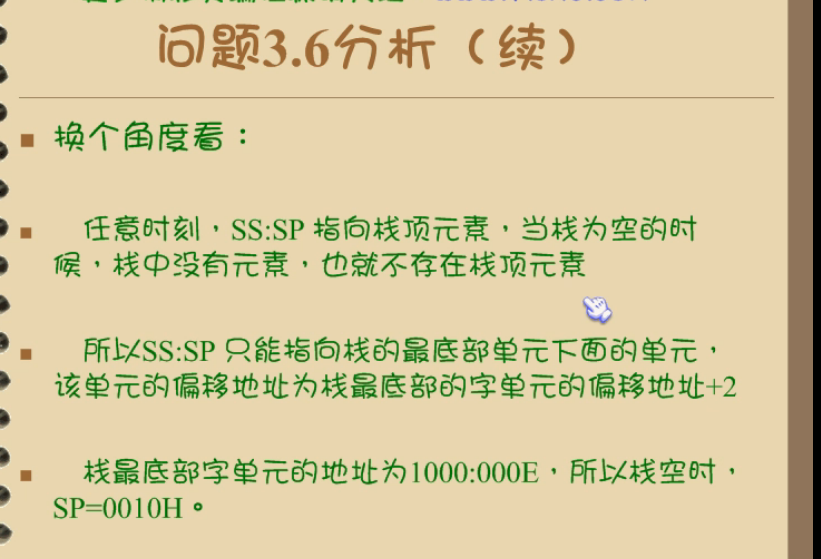 问题3.6分析（续）
换个角度看：
任意时刻，SS:SP 指向栈顶元素，当栈为空的时
候，栈中没有元素，也就不存在栈顶元素
所以SS:SP 只能指向栈的最底部单元下面的单元，
该单元的偏移地址为栈最底部的字单元的偏移地址+2
栈最底部字单元的地址为1000:000E，所以栈空时，
SP=0010H。